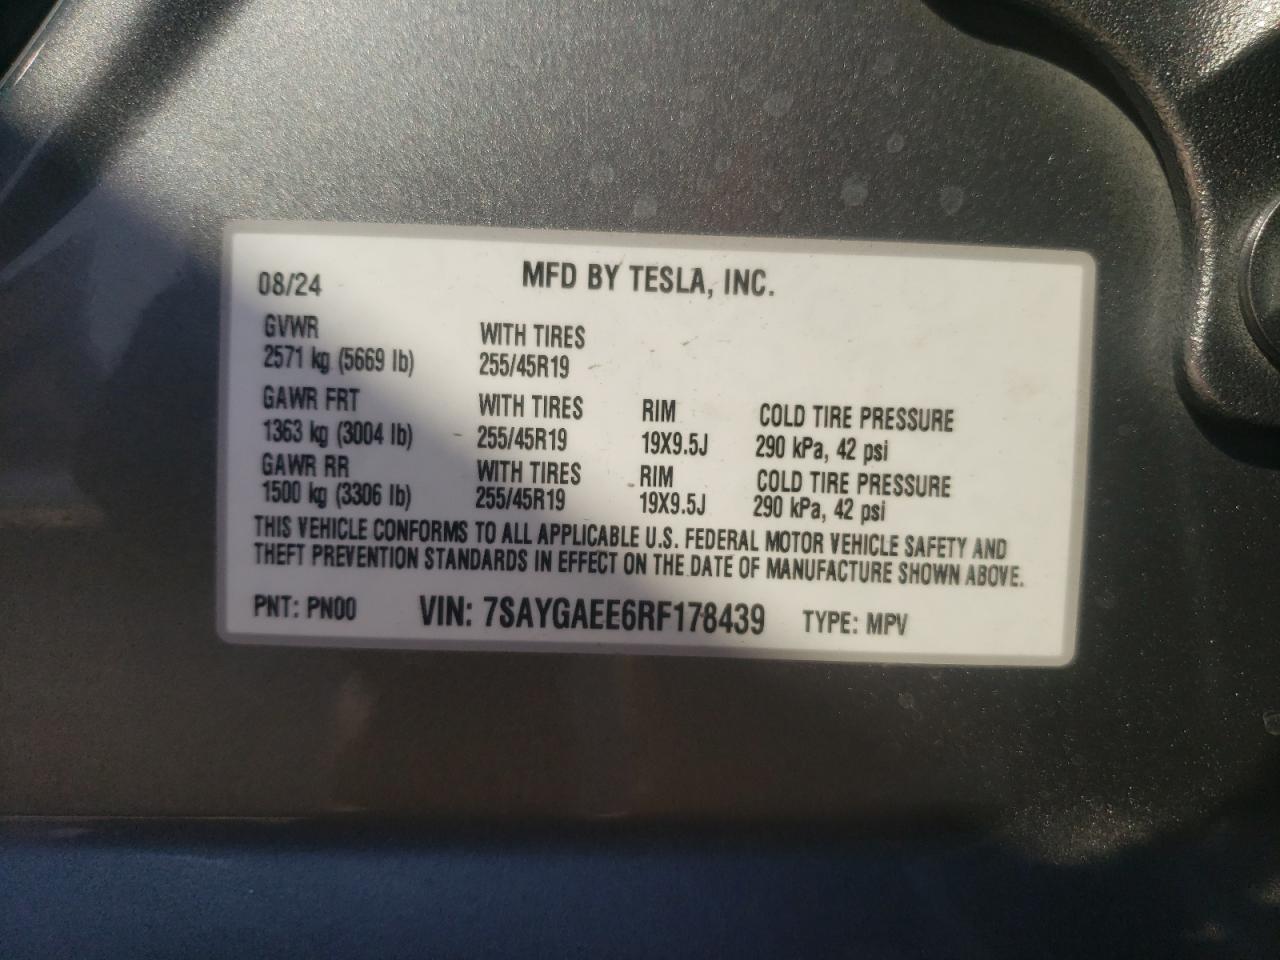 08/24 MFD BY TESLA, INC.
GVWR WITH TIRES
2571 kg (5669 lb) 255/45R19
GAWR FRT WITH TIRES RIM COLD TIRE PRESSURE
1363 kg (3004 lb) 255/45R19 19X9.5J 290 kPa, 42 psi
GAWR RR WITH TIRES RIM COLD TIRE PRESSURE
1500 kg (3306 lb) 255/45R19 19X9.5J 290 kPa, 42 psi
THIS VEHICLE CONFORMS TO ALL APPLICABLE U.S. FEDERAL MOTOR VEHICLE SAFETY AND
THEFT PREVENTION STANDARDS IN EFFECT ON THE DATE OF MANUFACTURE SHOWN ABOVE.
PNT: PN00 VIN: 7SAYGAEE6RF178439 TYPE: MPV